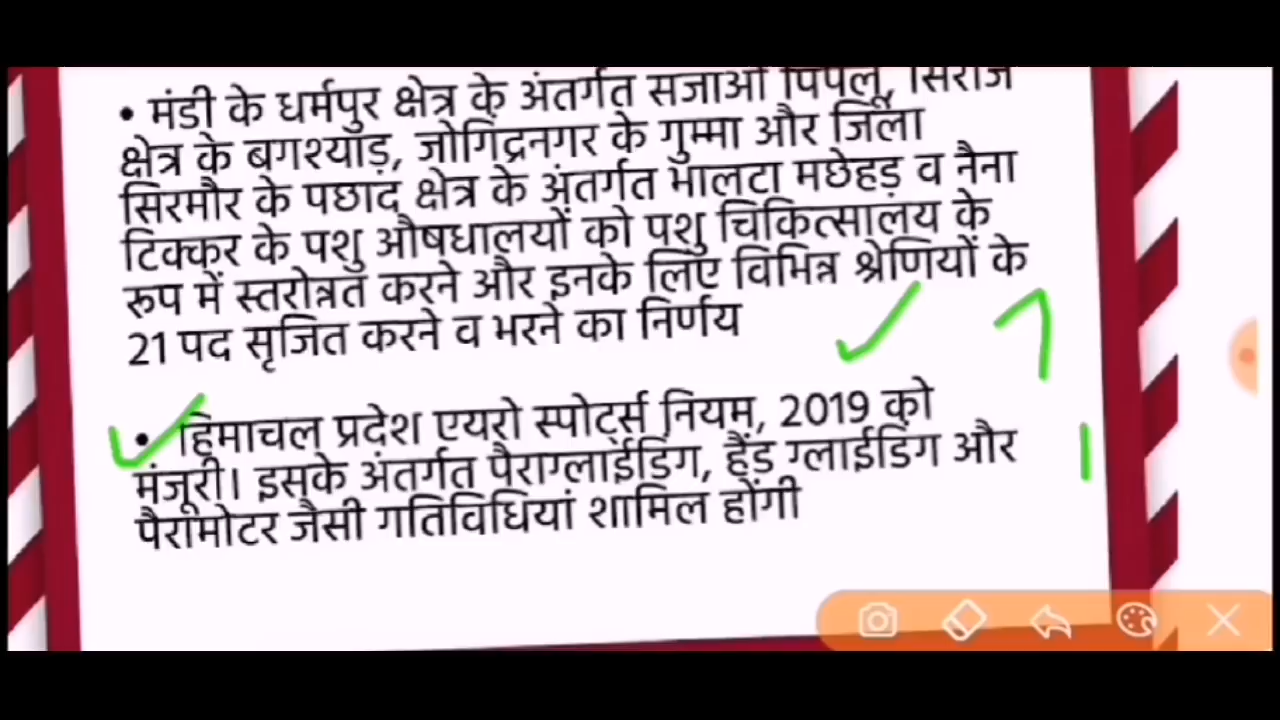 • मंडी के धर्मपुर क्षेत्र के अंतर्गत सजाओ पिपलू, सिराज
क्षेत्र के बगश्याड़, जोगिंद्रनगर के गुम्मा और जिला
सिरमौर के पछाद क्षेत्र के अंतर्गत भालटा मछेहड़ व नैना
टिक्कर के पशु औषधालयों को पशु चिकित्सालय के
रूप में स्तरोन्नत करने और इनके लिए विभिन्न श्रेणियों के
21 पद सृजित करने व भरने का निर्णय
• हिमाचल प्रदेश एयरो स्पोर्ट्स नियम, 2019 को
मंजूरी। इसके अंतर्गत पैराग्लाईडिंग, हैंड ग्लाईडिंग और
पैरामोटर जैसी गतिविधियां शामिल होंगी